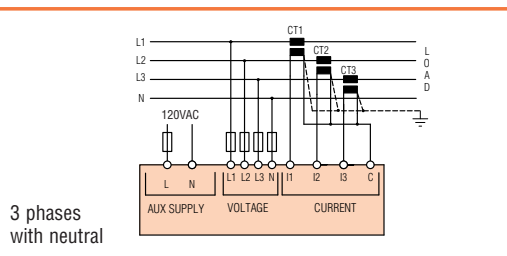 CT1
L1
CT2
L2
CT3
L3
N
LOAD
120VAC
L N
L1 L2 L3 N I1 I2 I3 C
AUX SUPPLY VOLTAGE CURRENT
3 phases
with neutral